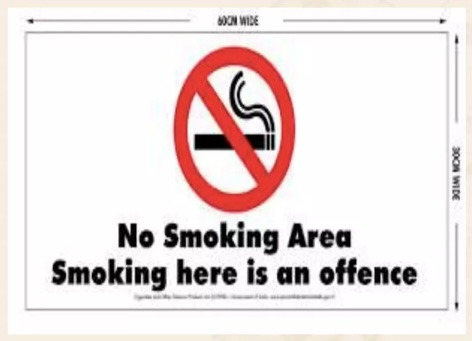 60CM WIDE
30CM WIDE
No Smoking Area
Smoking here is an offence